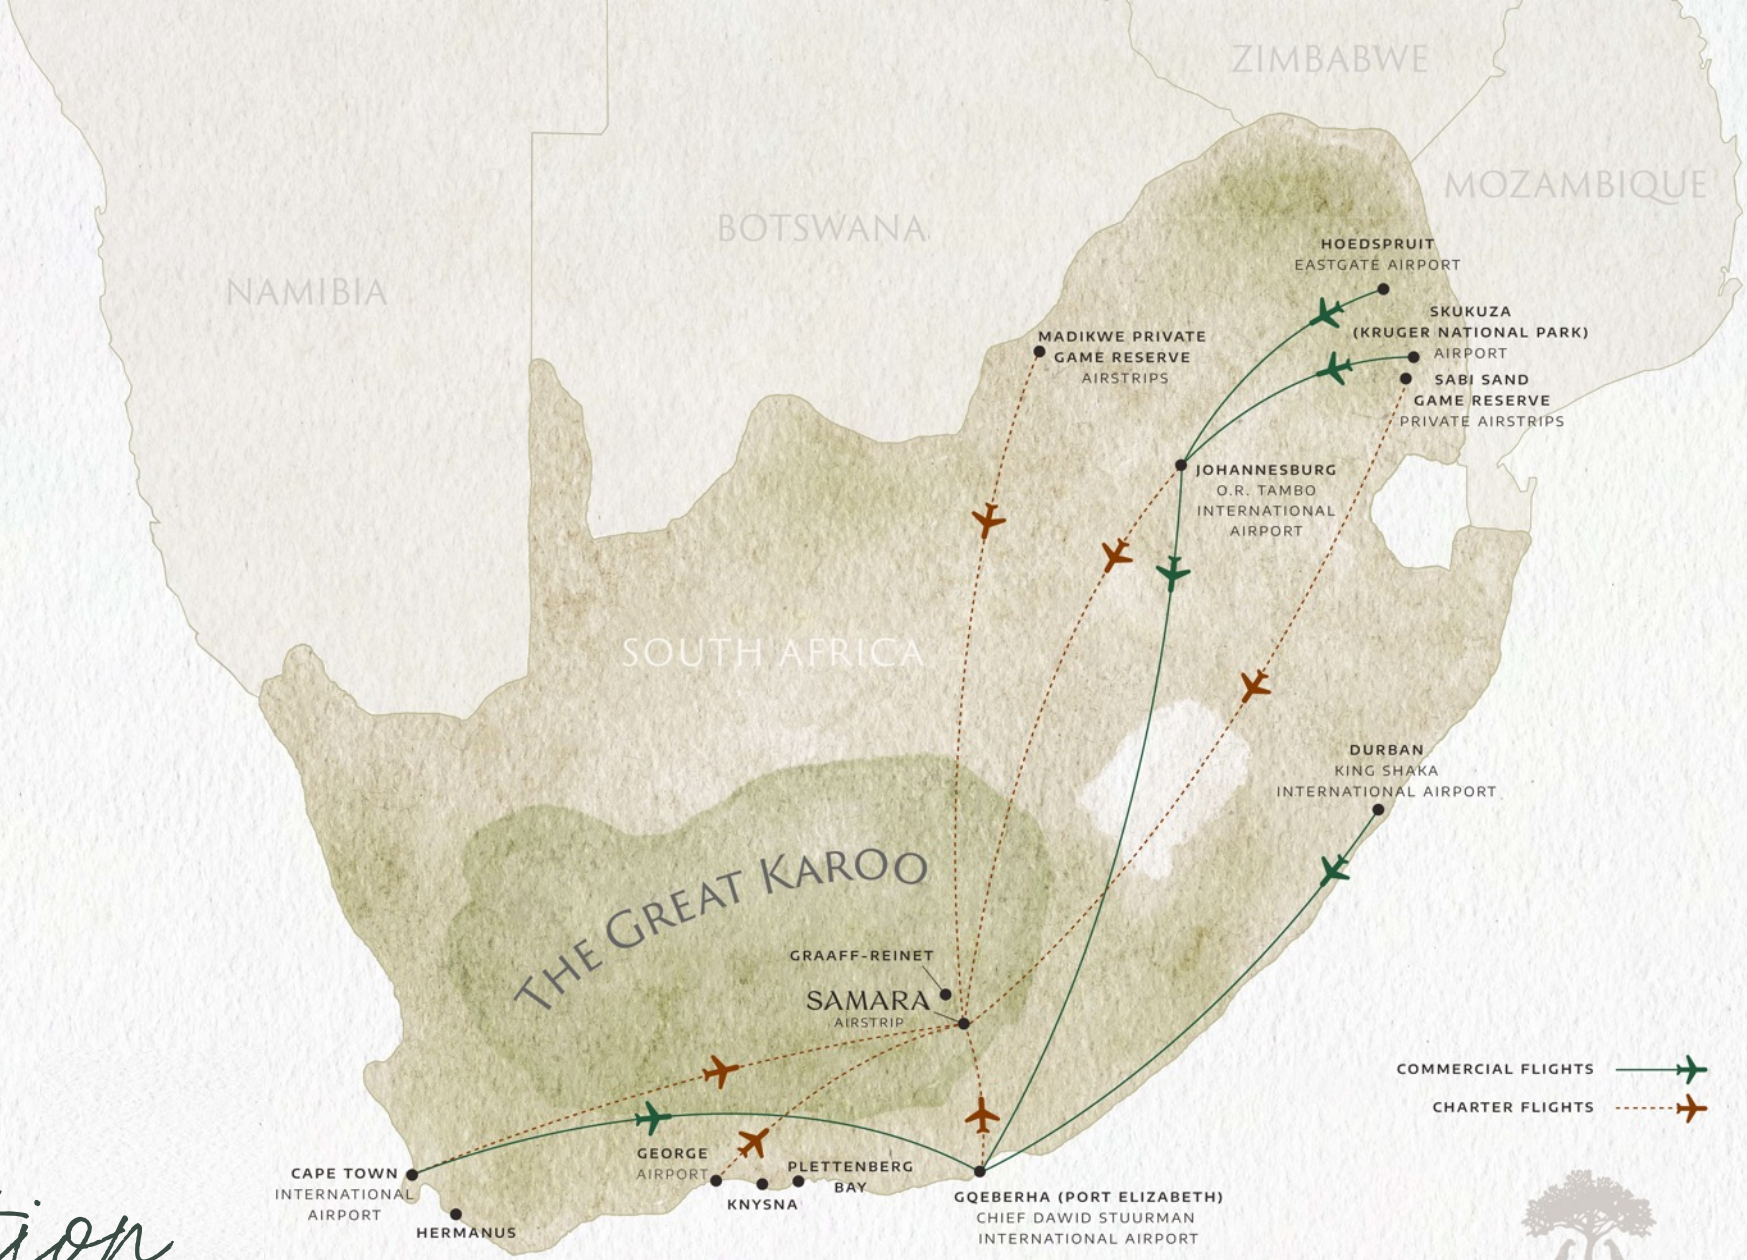 ZIMBABWE
MOZAMBIQUE
BOTSWANA
NAMIBIA
HOEDSPRUIT
EASTGATE AIRPORT
SKUKUZA
(KRUGER NATIONAL PARK)
AIRPORT
MADIKWE PRIVATE
GAME RESERVE
AIRSTRIPS
SABI SAND
GAME RESERVE
PRIVATE AIRSTRIPS
JOHANNESBURG
O.R. TAMBO
INTERNATIONAL
AIRPORT
SOUTH AFRICA
DURBAN
KING SHAKA
INTERNATIONAL AIRPORT
THE GREAT KAROO
GRAAFF-REINET
SAMARA
AIRSTRIP
COMMERCIAL FLIGHTS
CHARTER FLIGHTS
GEORGE
AIRPORT
PLETTENBERG
BAY
KNYSNA
CAPE TOWN
INTERNATIONAL
AIRPORT
HERMANUS
GQEBERHA (PORT ELIZABETH)
CHIEF DAWID STUURMAN
INTERNATIONAL AIRPORT